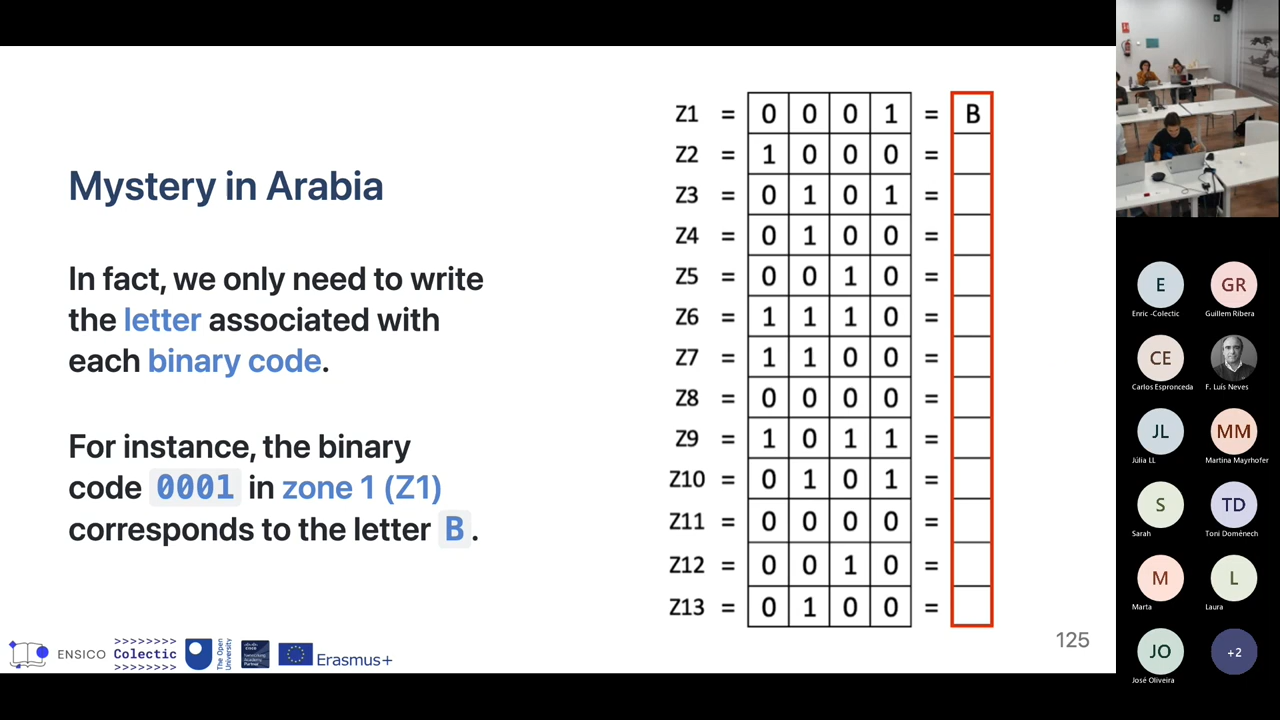 Mystery in Arabia
In fact, we only need to write
the letter associated with
each binary code.
For instance, the binary
code 0001 in zone 1 (Z1)
corresponds to the letter B.
Z1 = 0 0 0 1 = B
Z2 = 1 0 0 0 =
Z3 = 0 1 0 1 =
Z4 = 0 1 0 0 =
Z5 = 0 0 1 0 =
Z6 = 1 1 1 0 =
Z7 = 1 1 0 0 =
Z8 = 0 0 0 0 =
Z9 = 1 0 1 1 =
Z10 = 0 1 0 1 =
Z11 = 0 0 0 0 =
Z12 = 0 0 1 0 =
Z13 = 0 1 0 0 =
ENSICO
>>>>>>>>
Colectic
>>>>>>>>
The Open
University
Erasmus+
125
E
Enric -Colectic
GR
Guillem Ribera
CE
Carlos Espronceda
F. Luís Neves
JL
Júlia LL
MM
Martina Mayrhofer
S
Sarah
TD
Toni Doménech
M
Marta
L
Laura
JO
José Oliveira
+2